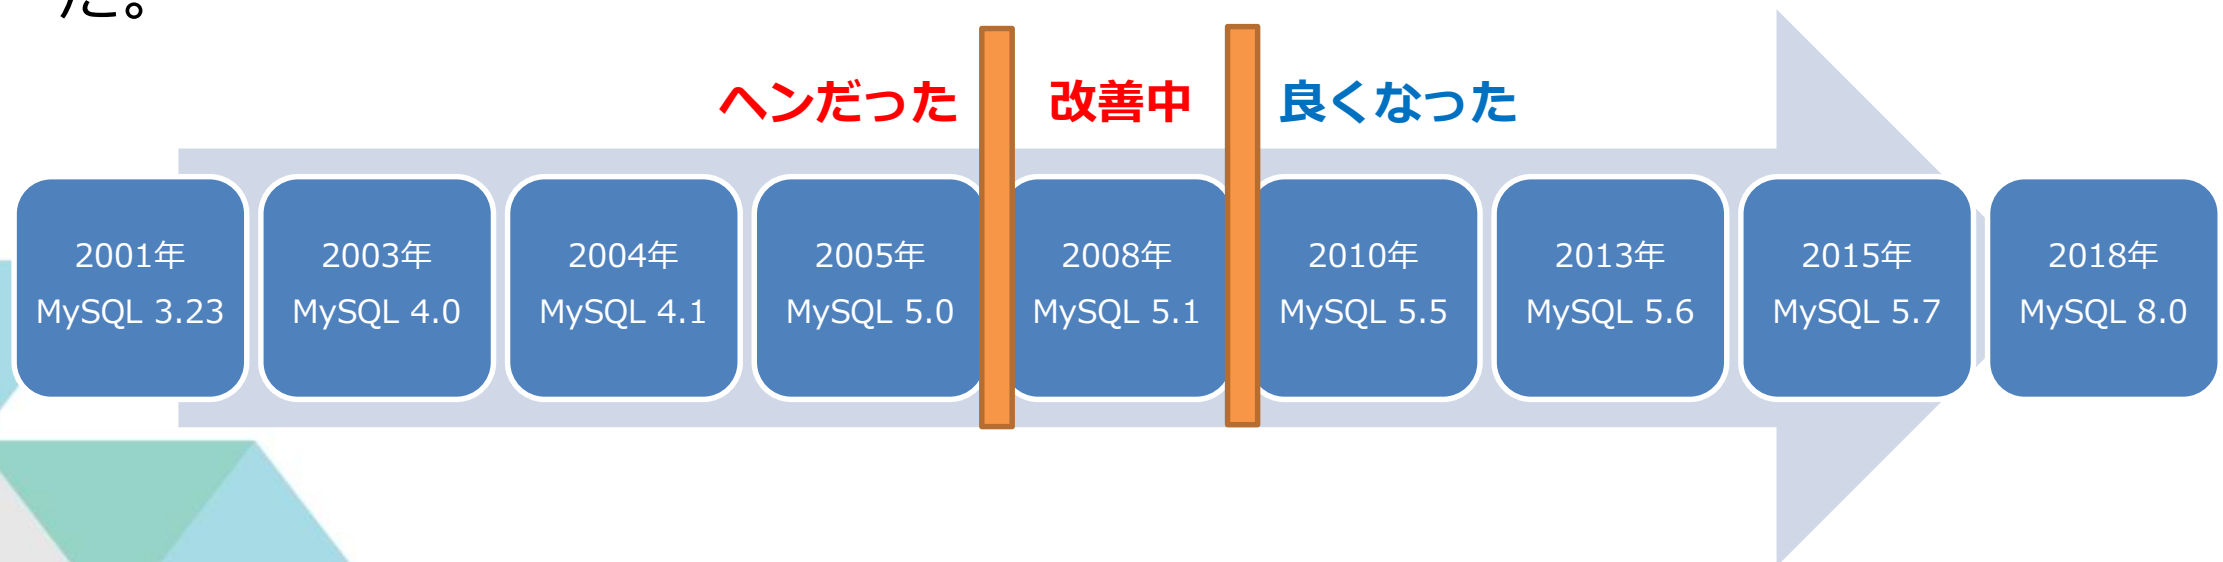 た。
ヘンだった
改善中
良くなった
2001年
MySQL 3.23
2003年
MySQL 4.0
2004年
MySQL 4.1
2005年
MySQL 5.0
2008年
MySQL 5.1
2010年
MySQL 5.5
2013年
MySQL 5.6
2015年
MySQL 5.7
2018年
MySQL 8.0